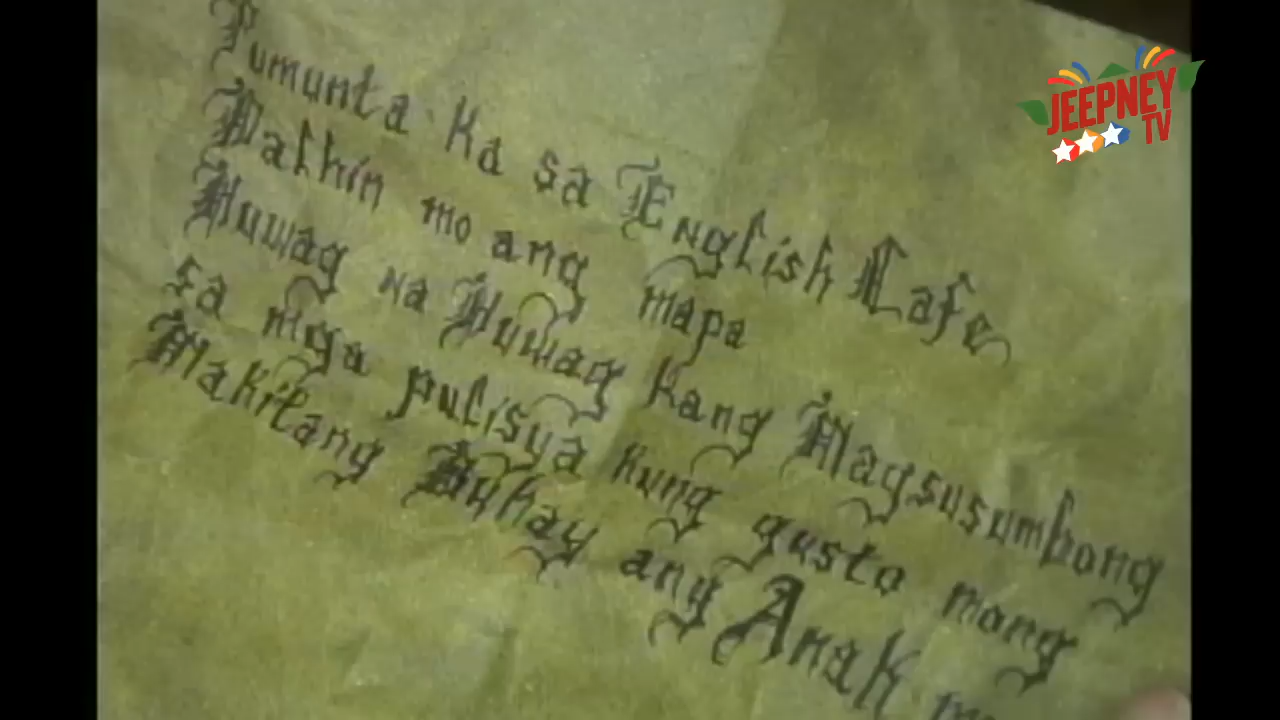 Pumunta ka sa English Cafe
Dalhin mo ang mapa
Huwag na Huwag kang Magsusumbong
sa mga pulisya kung gusto mong
Makitang Buhay ang Anak
JEEPNEY
TV